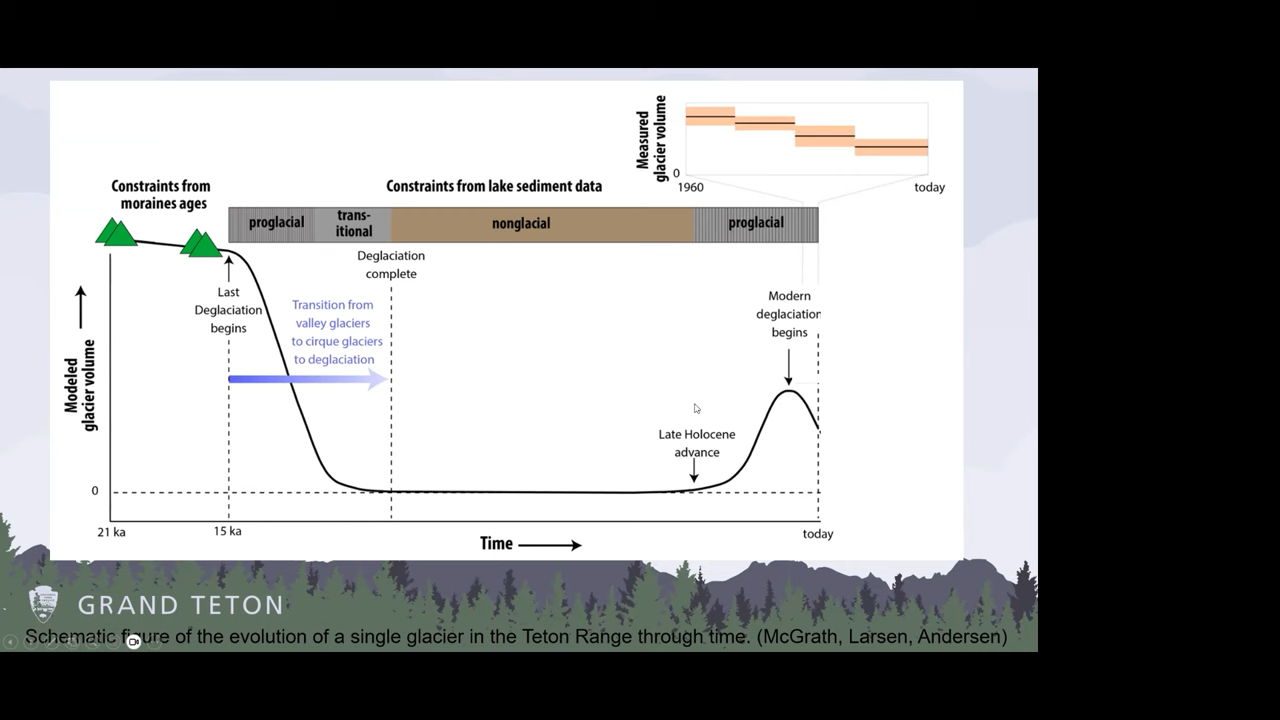 Measured
glacier volume
0
1960
today
Constraints from
moraines ages
Constraints from lake sediment data
proglacial
trans-
itional
nonglacial
proglacial
Deglaciation
complete
Last
Deglaciation
begins
Transition from
valley glaciers
to cirque glaciers
to deglaciation
Modern
deglaciation
begins
Modeled
glacier volume
Late Holocene
advance
0
21 ka
15 ka
today
Time
GRAND TETON
Schematic figure of the evolution of a single glacier in the Teton Range through time. (McGrath, Larsen, Andersen)